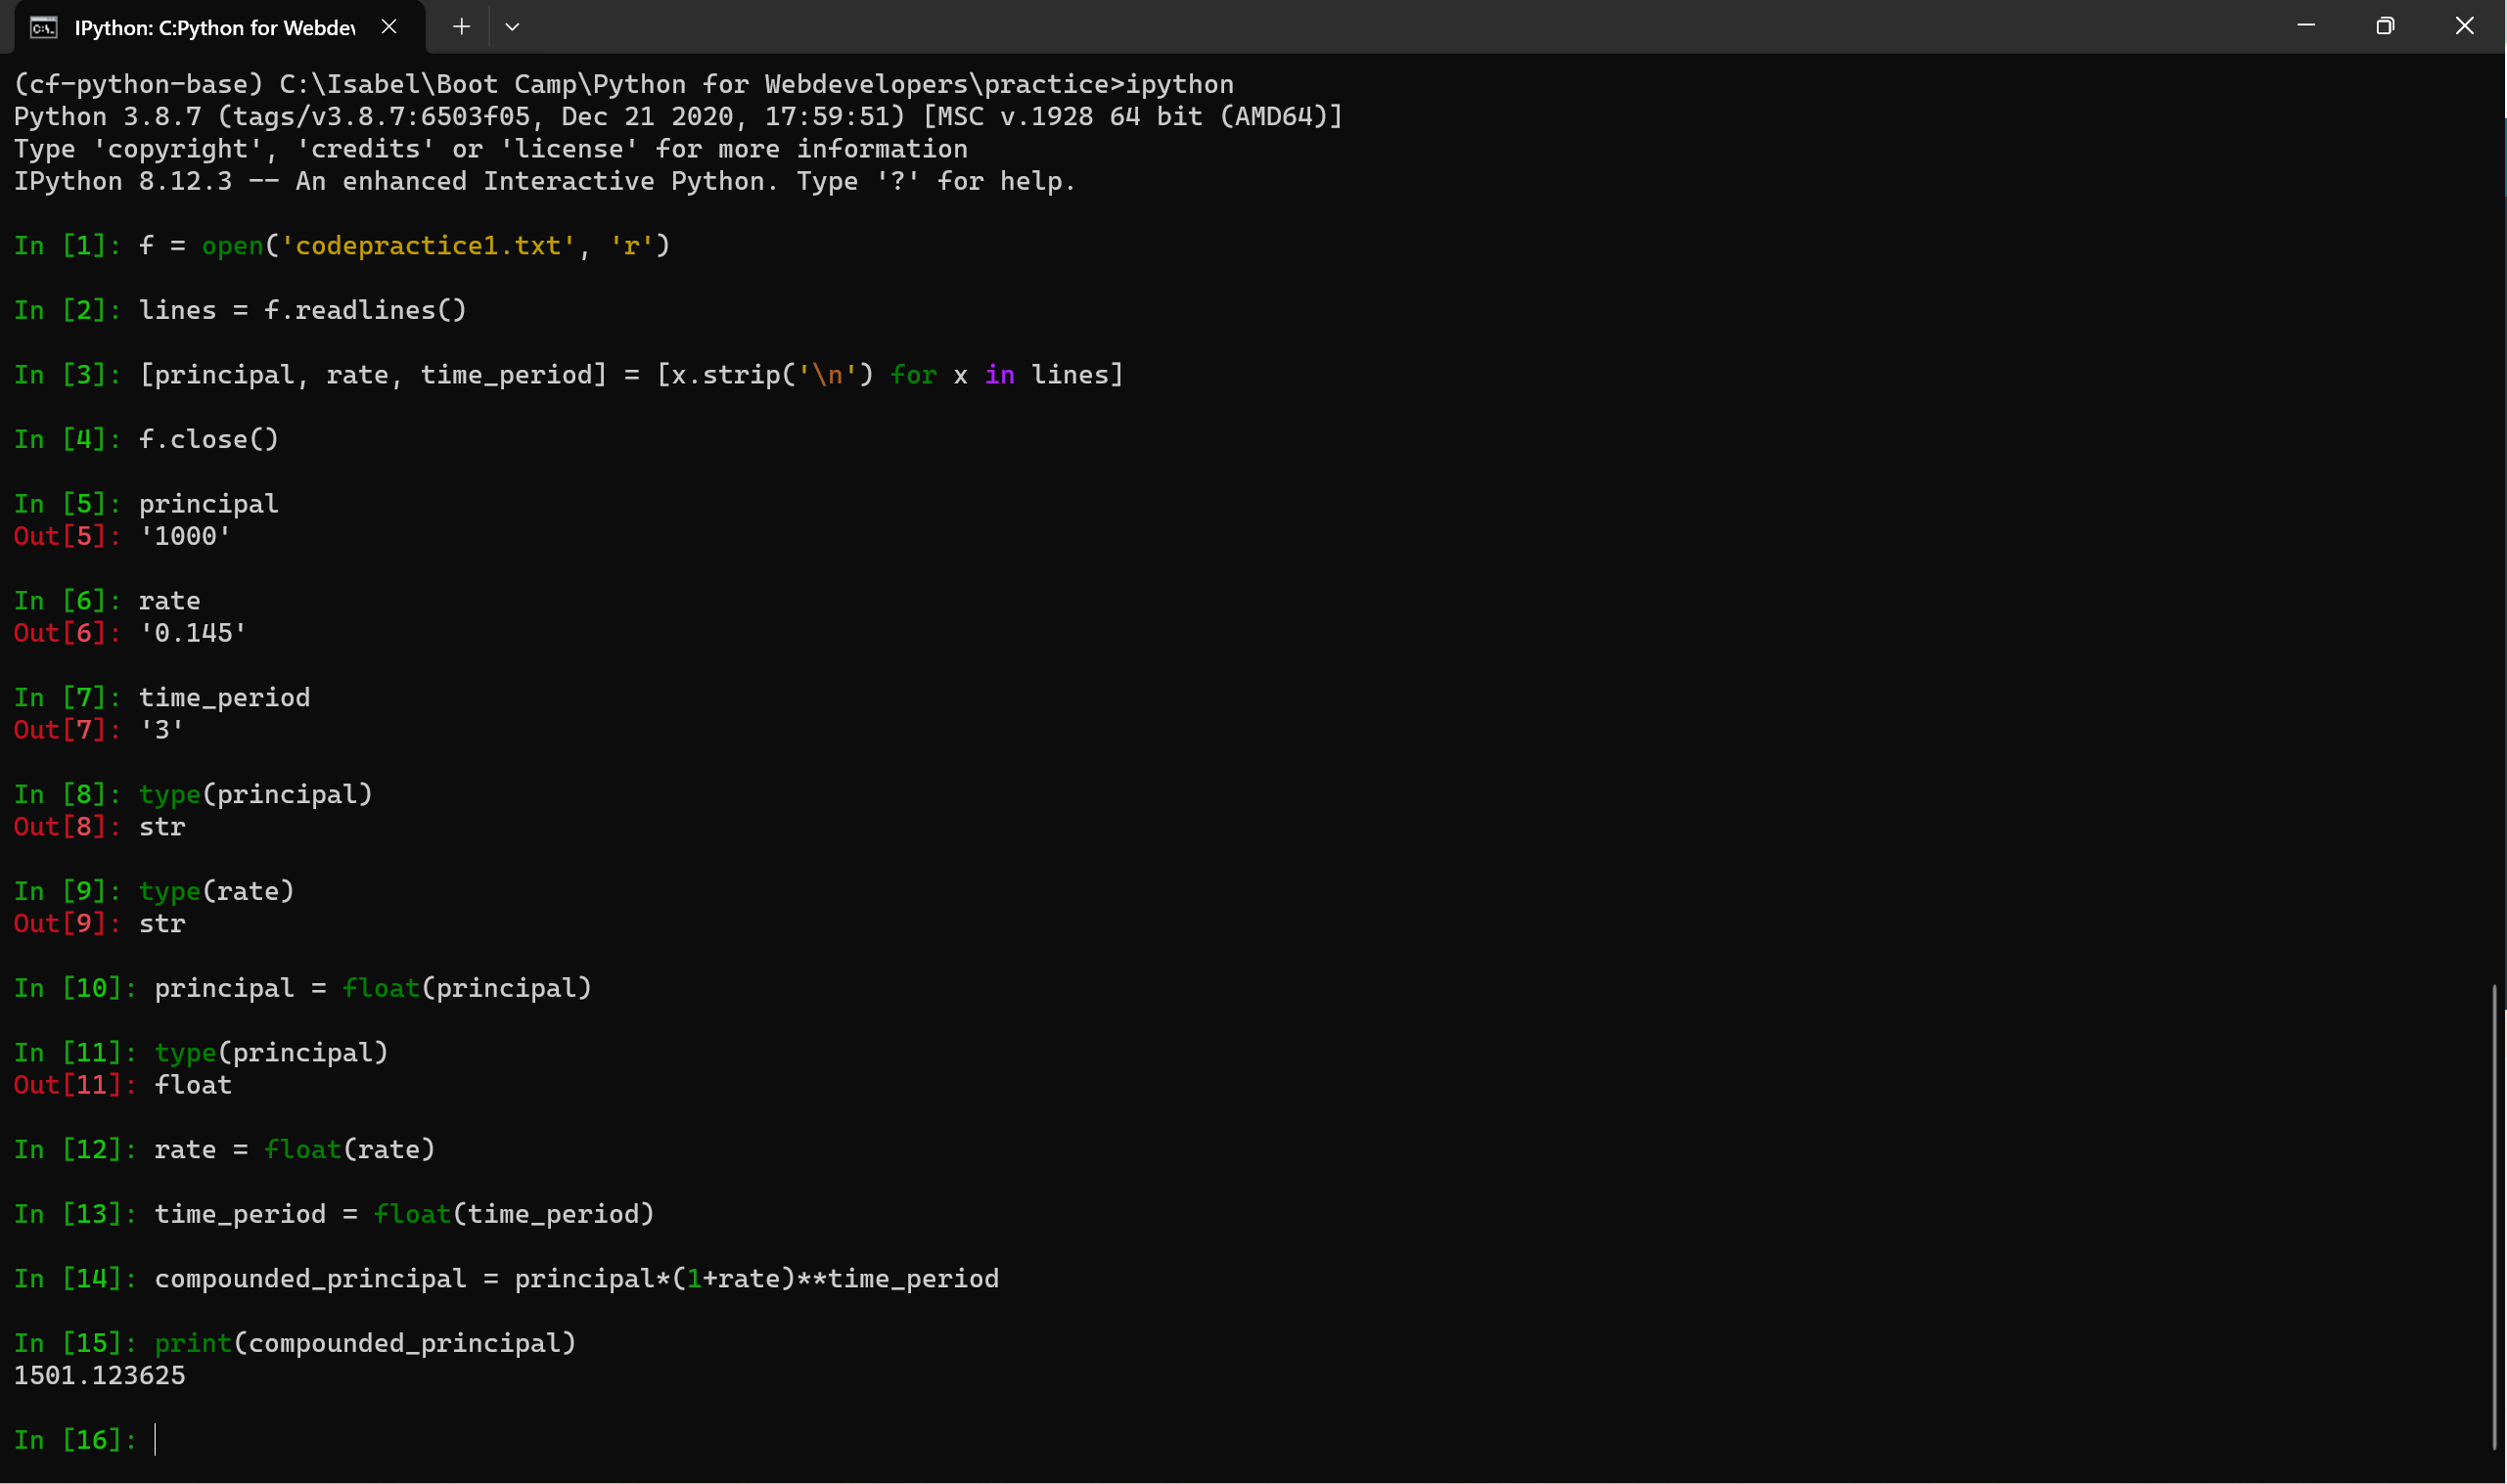 IPython: C:Python for Webdev
(cf-python-base) C:\Isabel\Boot Camp\Python for Webdevelopers\practice>ipython
Python 3.8.7 (tags/v3.8.7:6503f05, Dec 21 2020, 17:59:51) [MSC v.1928 64 bit (AMD64)]
Type 'copyright', 'credits' or 'license' for more information
IPython 8.12.3 -- An enhanced Interactive Python. Type '?' for help.
In [1]: f = open('codepractice1.txt', 'r')
In [2]: lines = f.readlines()
In [3]: [principal, rate, time_period] = [x.strip('\n') for x in lines]
In [4]: f.close()
In [5]: principal
Out[5]: '1000'
In [6]: rate
Out[6]: '0.145'
In [7]: time_period
Out[7]: '3'
In [8]: type(principal)
Out[8]: str
In [9]: type(rate)
Out[9]: str
In [10]: principal = float(principal)
In [11]: type(principal)
Out[11]: float
In [12]: rate = float(rate)
In [13]: time_period = float(time_period)
In [14]: compounded_principal = principal*(1+rate)**time_period
In [15]: print(compounded_principal)
1501.123625
In [16]: